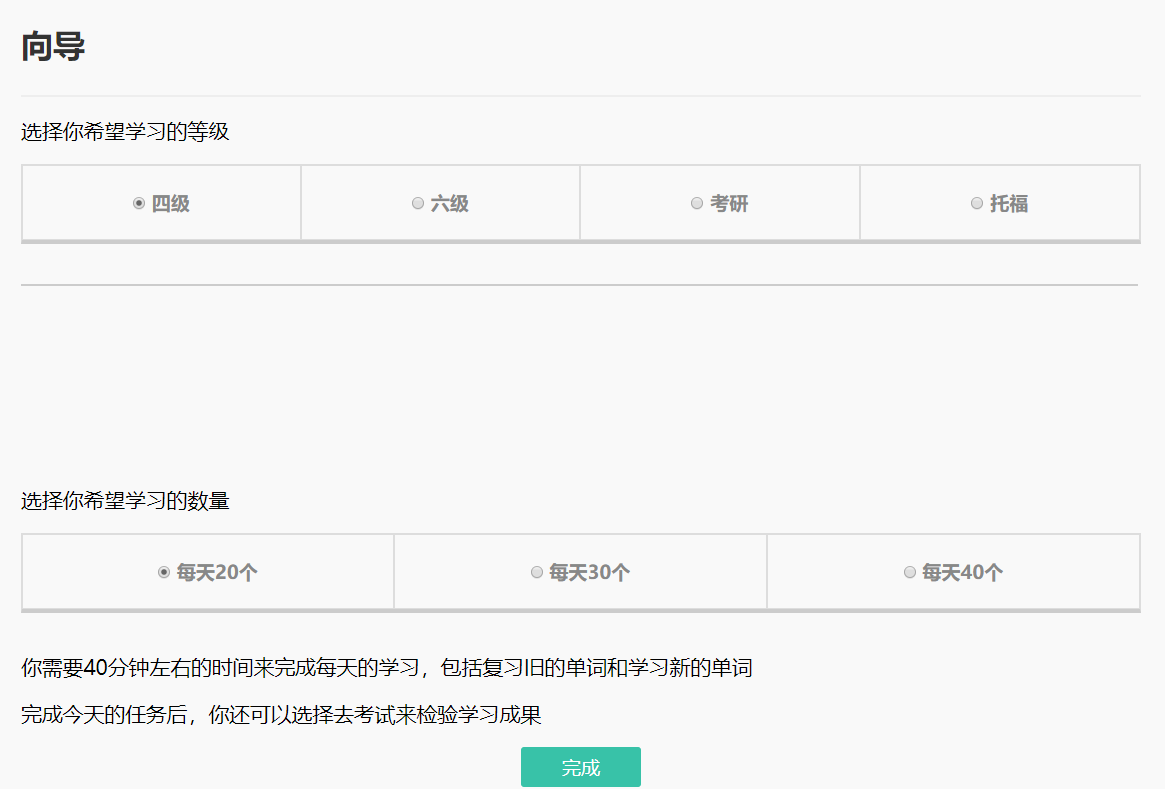 向导
选择你希望学习的等级
四级 六级 考研 托福
选择你希望学习的数量
每天20个 每天30个 每天40个
你需要40分钟左右的时间来完成每天的学习，包括复习旧的单词和学习新的单词
完成今天的任务后，你还可以选择去考试来检验学习成果
完成